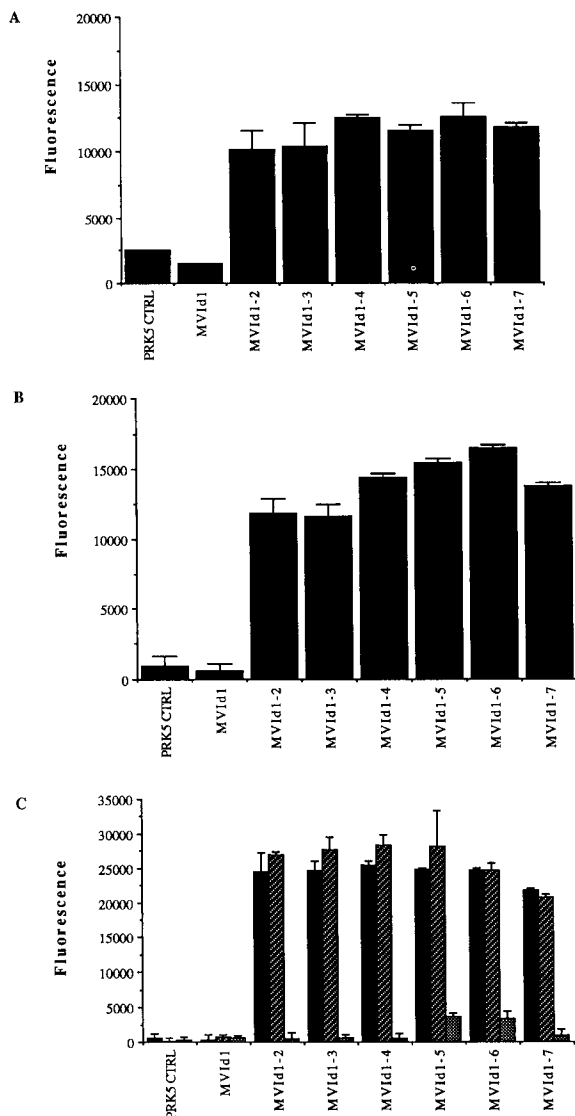 A
20000
15000
10000
5000
0
Fluorescence
PRK5 CTRL
MVId1
MVId1-2
MVId1-3
MVId1-4
MVId1-5
MVId1-6
MVId1-7
B
20000
15000
10000
5000
0
Fluorescence
PRK5 CTRL
MVId1
MVId1-2
MVId1-3
MVId1-4
MVId1-5
MVId1-6
MVId1-7
C
35000
30000
25000
20000
15000
10000
5000
0
Fluorescence
PRK5 CTRL
MVId1
MVId1-2
MVId1-3
MVId1-4
MVId1-5
MVId1-6
MVId1-7